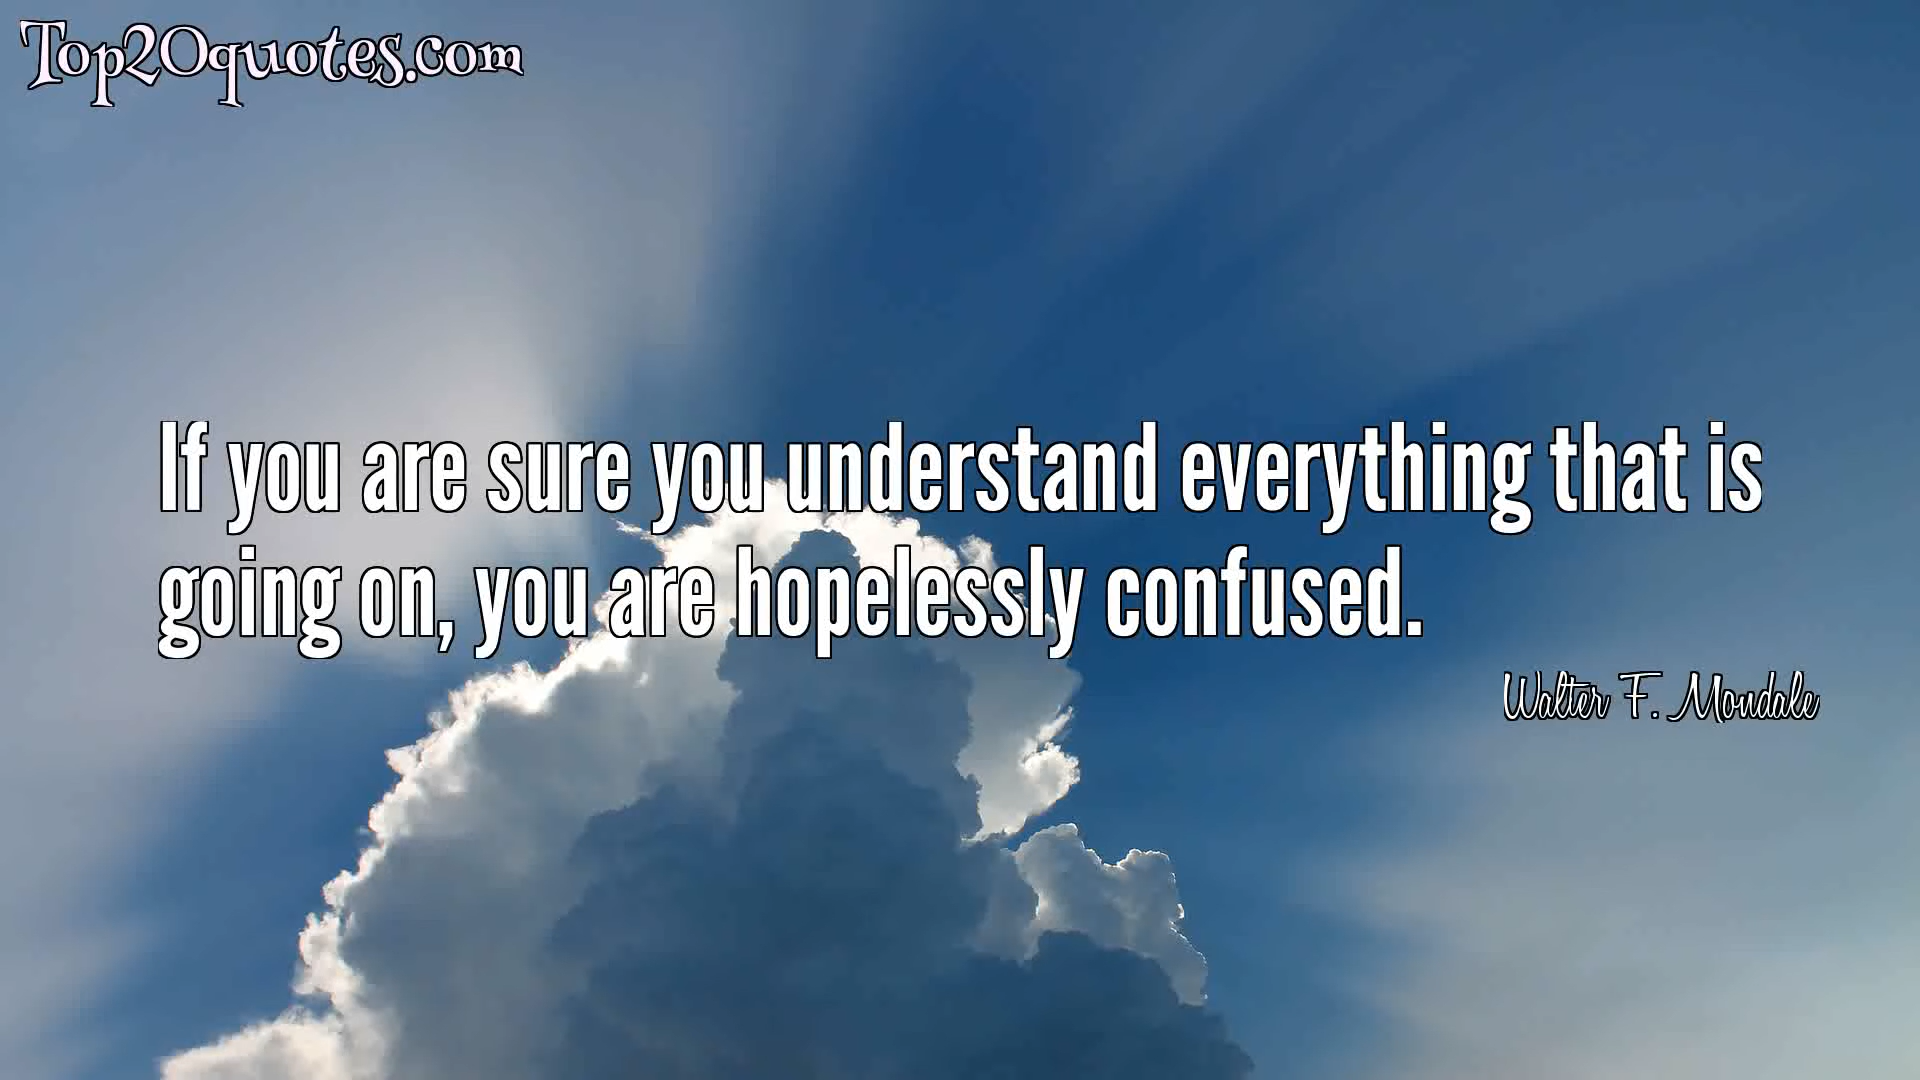 Top20quotes.com
If you are sure you understand everything that is
going on, you are hopelessly confused.
Walter F. Mondale